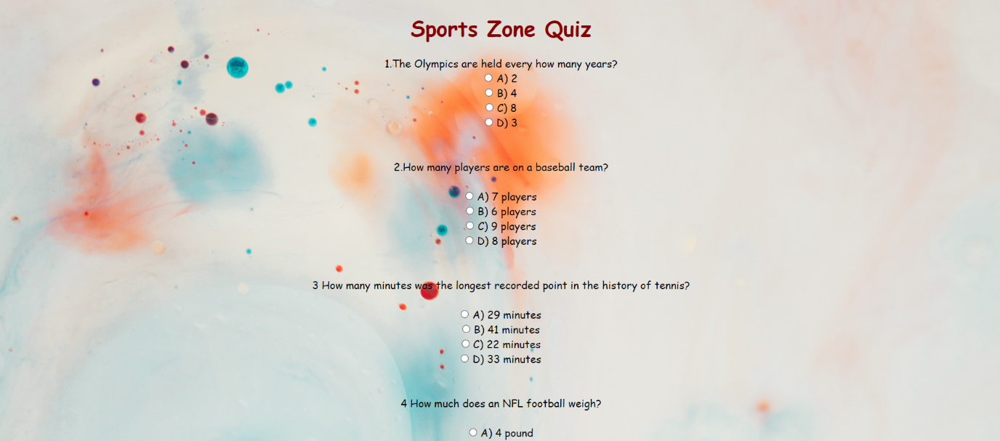 Sports Zone Quiz
1.The Olympics are held every how many years?
A) 2
B) 4
C) 8
D) 3
2.How many players are on a baseball team?
A) 7 players
B) 6 players
C) 9 players
D) 8 players
3 How many minutes was the longest recorded point in the history of tennis?
A) 29 minutes
B) 41 minutes
C) 22 minutes
D) 33 minutes
4 How much does an NFL football weigh?
A) 4 pound